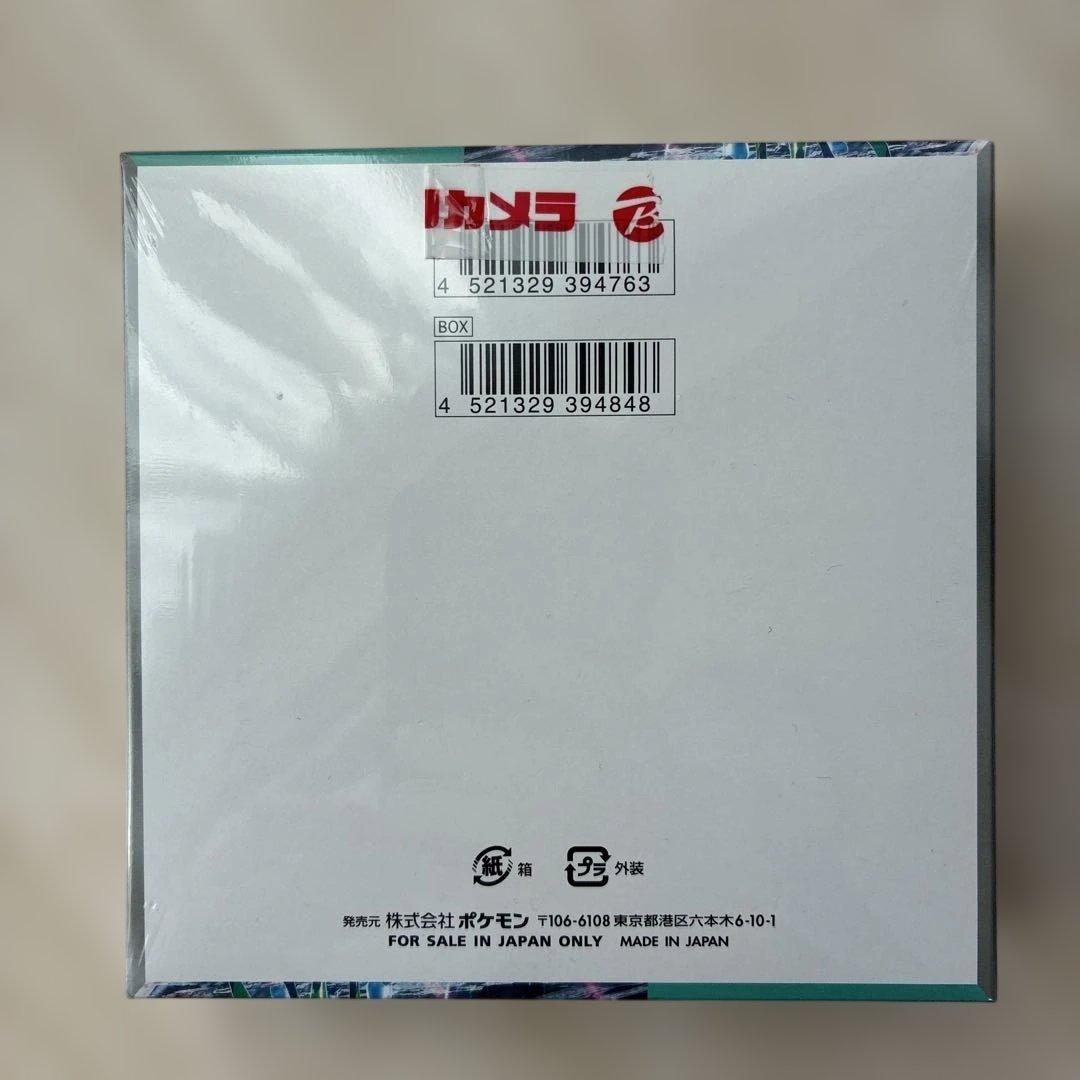 カメラ B
4 521329 394763
BOX
4 521329 394848
紙 箱 プラ 外装
発売元 株式会社 ポケモン 〒106-6108 東京都港区六本木6-10-1
FOR SALE IN JAPAN ONLY MADE IN JAPAN